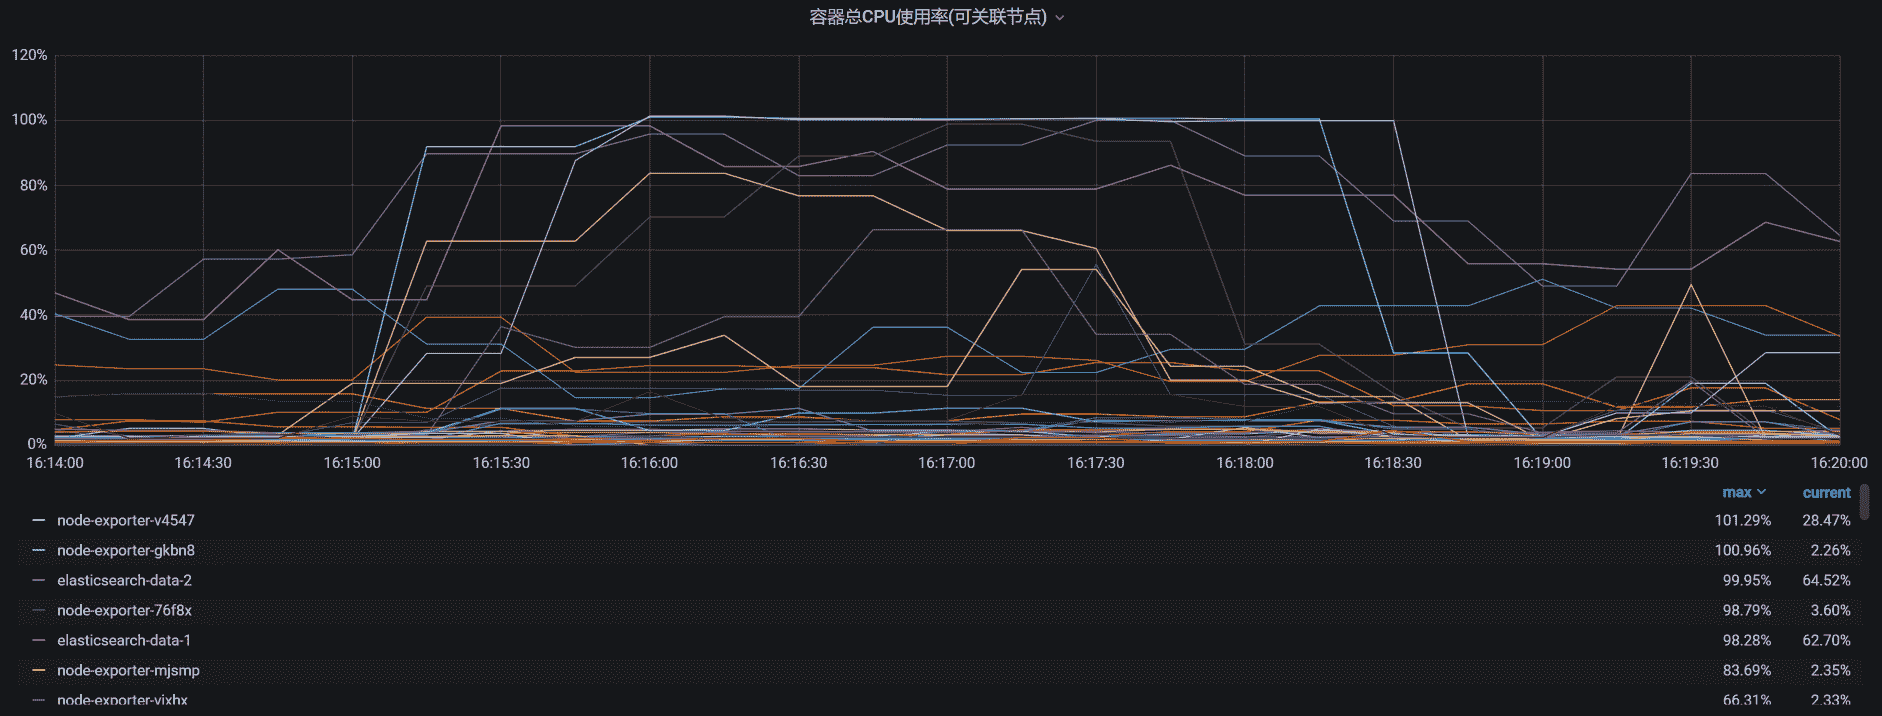 容器总CPU使用率(可关联节点)
120%
100%
80%
60%
40%
20%
0%
16:14:00 16:14:30 16:15:00 16:15:30 16:16:00 16:16:30 16:17:00 16:17:30 16:18:00 16:18:30 16:19:00 16:19:30 16:20:00
max current
node-exporter-v4547 101.29% 28.47%
node-exporter-gkbn8 100.96% 2.26%
elasticsearch-data-2 99.95% 64.52%
node-exporter-76f8x 98.79% 3.60%
elasticsearch-data-1 98.28% 62.70%
node-exporter-mjsmp 83.69% 2.35%
node-exporter-vixhx 66.31% 2.33%